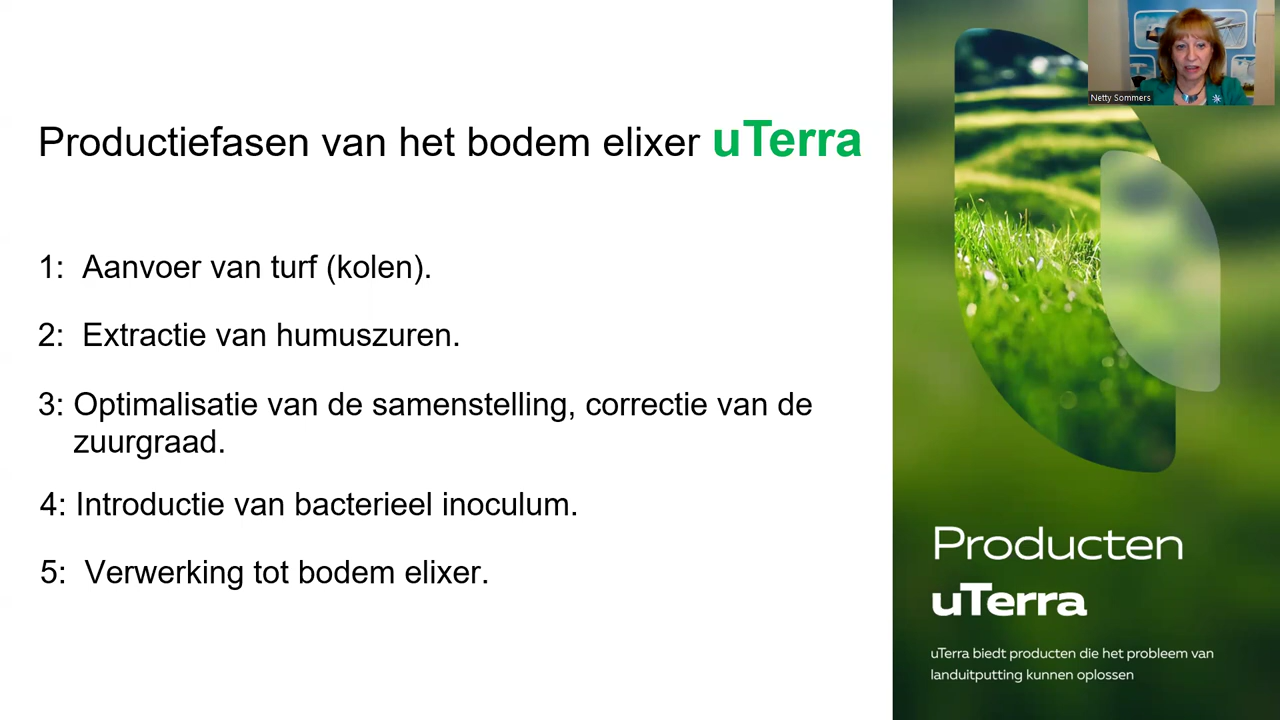 Productiefasen van het bodem elixer uTerra
1: Aanvoer van turf (kolen).
2: Extractie van humuszuren.
3: Optimalisatie van de samenstelling, correctie van de
zuurgraad.
4: Introductie van bacterieel inoculum.
5: Verwerking tot bodem elixer.
Netty Sommers
Producten
uTerra
uTerra biedt producten die het probleem van
landuitputting kunnen oplossen